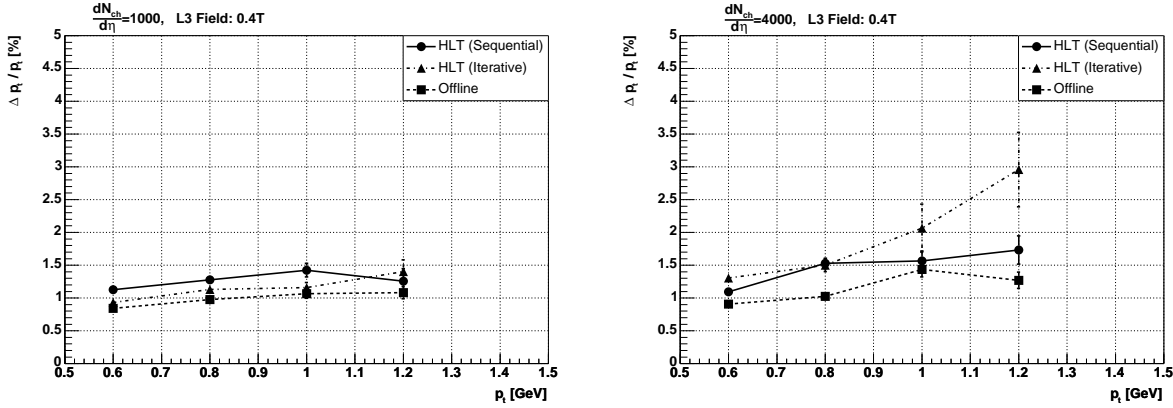 dN_ch/dη=1000, L3 Field: 0.4T
Δ p_t / p_t [%]
5
4.5
4
3.5
3
2.5
2
1.5
1
0.5
0
HLT (Sequential)
HLT (Iterative)
Offline
0.5 0.6 0.7 0.8 0.9 1 1.1 1.2 1.3 1.4 1.5
p_t [GeV]
dN_ch/dη=4000, L3 Field: 0.4T
Δ p_t / p_t [%]
5
4.5
4
3.5
3
2.5
2
1.5
1
0.5
0
HLT (Sequential)
HLT (Iterative)
Offline
0.5 0.6 0.7 0.8 0.9 1 1.1 1.2 1.3 1.4 1.5
p_t [GeV]